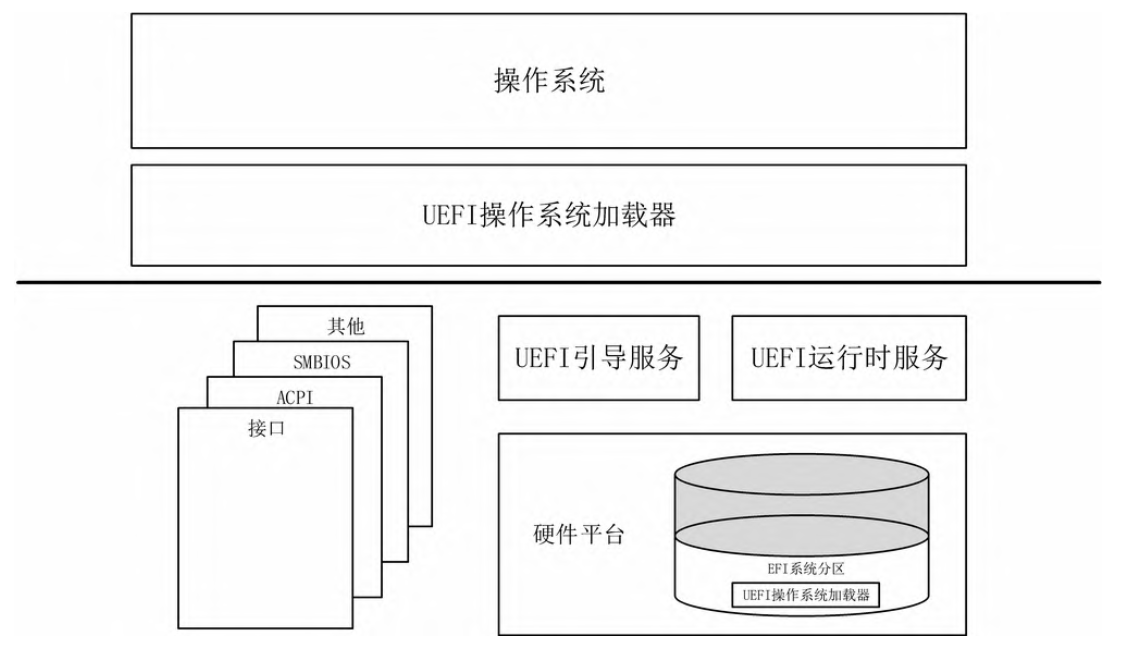 操作系统
UEFI操作系统加载器
其他
SMBIOS
ACPI
接口
UEFI引导服务
UEFI运行时服务
硬件平台
EFI系统分区
UEFI操作系统加载器